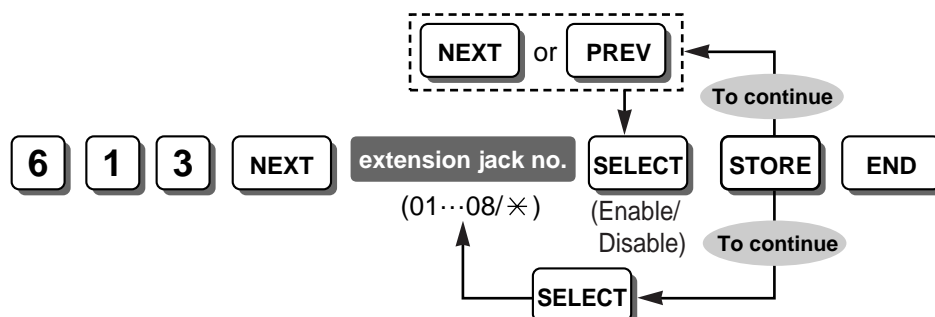 NEXT or PREV
To continue
6 1 3 NEXT extension jack no. SELECT STORE END
(01···08/✳) (Enable/
Disable)
To continue
SELECT